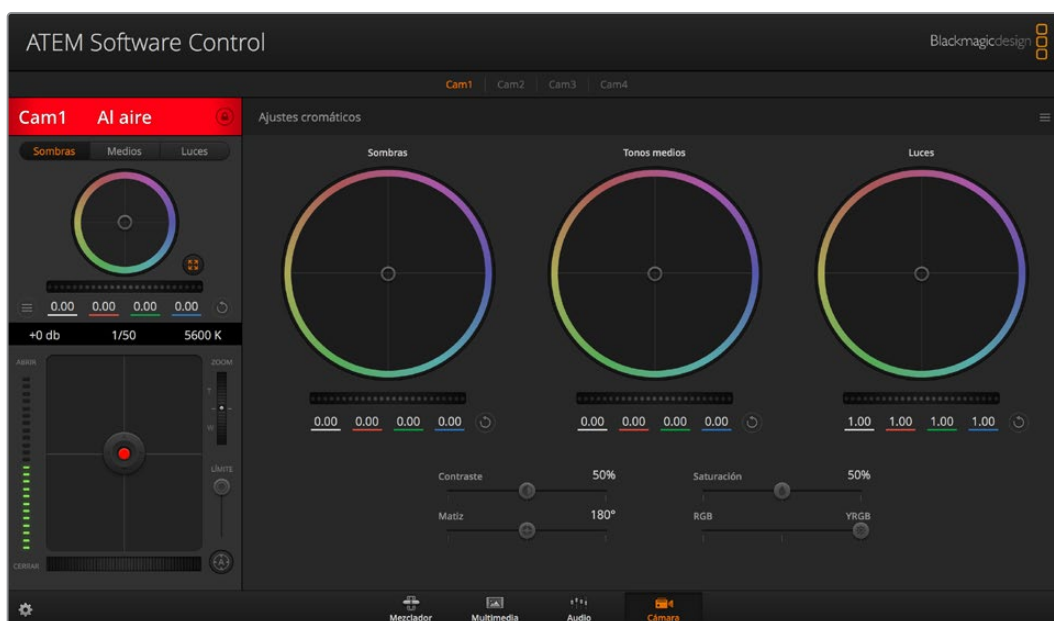 ATEM Software Control
Blackmagicdesign
Cam1 Cam2 Cam3 Cam4
Cam1 Al aire
Ajustes cromáticos
Sombras Medios Luces
Sombras Tonos medios Luces
0.00 0.00 0.00 0.00
+0 db 1/50 5600 K
ABRIR
ZOOM
T
W
LÍMITE
CERRAR
A
0.00 0.00 0.00 0.00
0.00 0.00 0.00 0.00
1.00 1.00 1.00 1.00
Contraste 50%
Saturación 50%
Matiz 180°
RGB YRGB
Mezclador Multimedia Audio Cámara